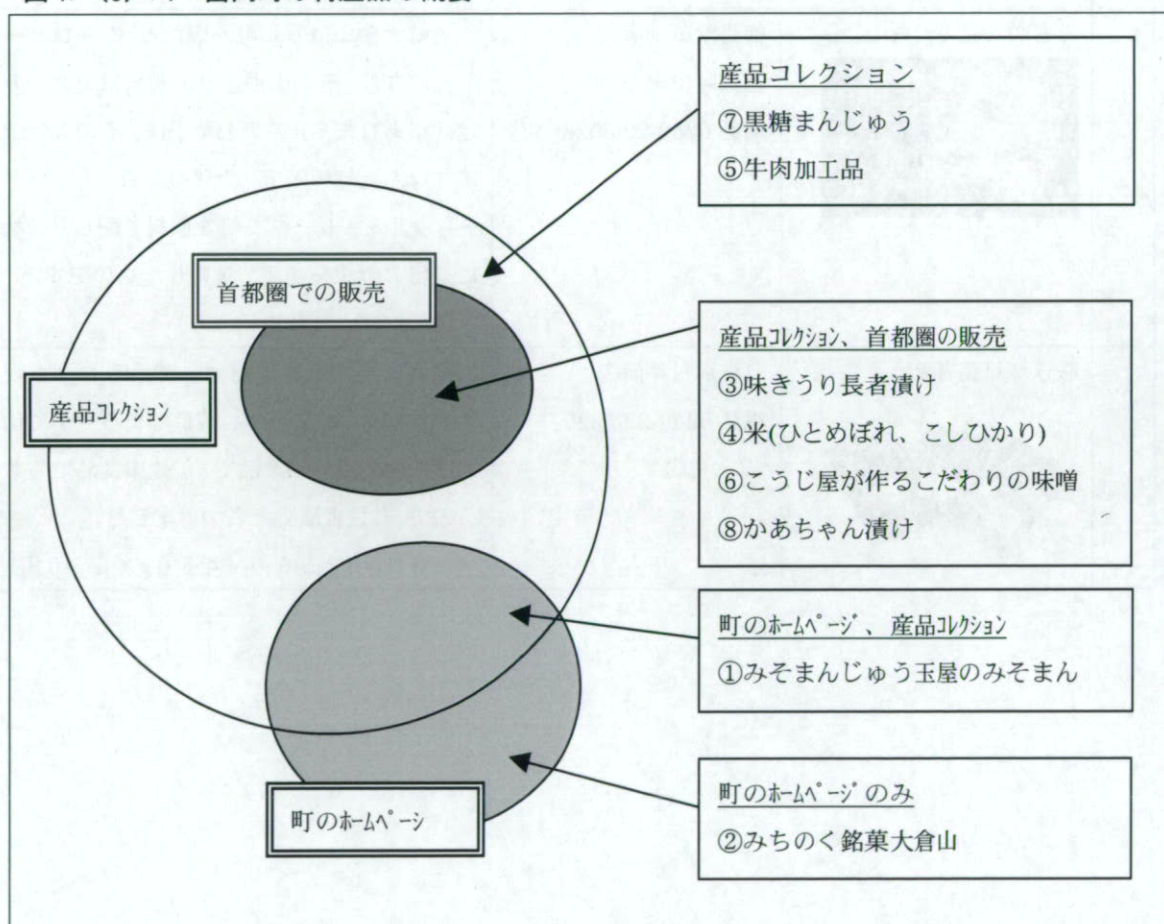 産品コレクション
⑦黒糖まんじゅう
⑤牛肉加工品
首都圏での販売
産品ｺﾚｸｼｮﾝ、首都圏の販売
③味きうり長者漬け
④米(ひとめぼれ、こしひかり)
⑥こうじ屋が作るこだわりの味噌
⑧かあちゃん漬け
産品ｺﾚｸｼｮﾝ
町のﾎｰﾑﾍﾟｰｼﾞ、産品ｺﾚｸｼｮﾝ
①みそまんじゅう玉屋のみそまん
町のﾎｰﾑﾍﾟｰｼﾞのみ
②みちのく銘菓大倉山
町のﾎｰﾑﾍﾟｰｼ